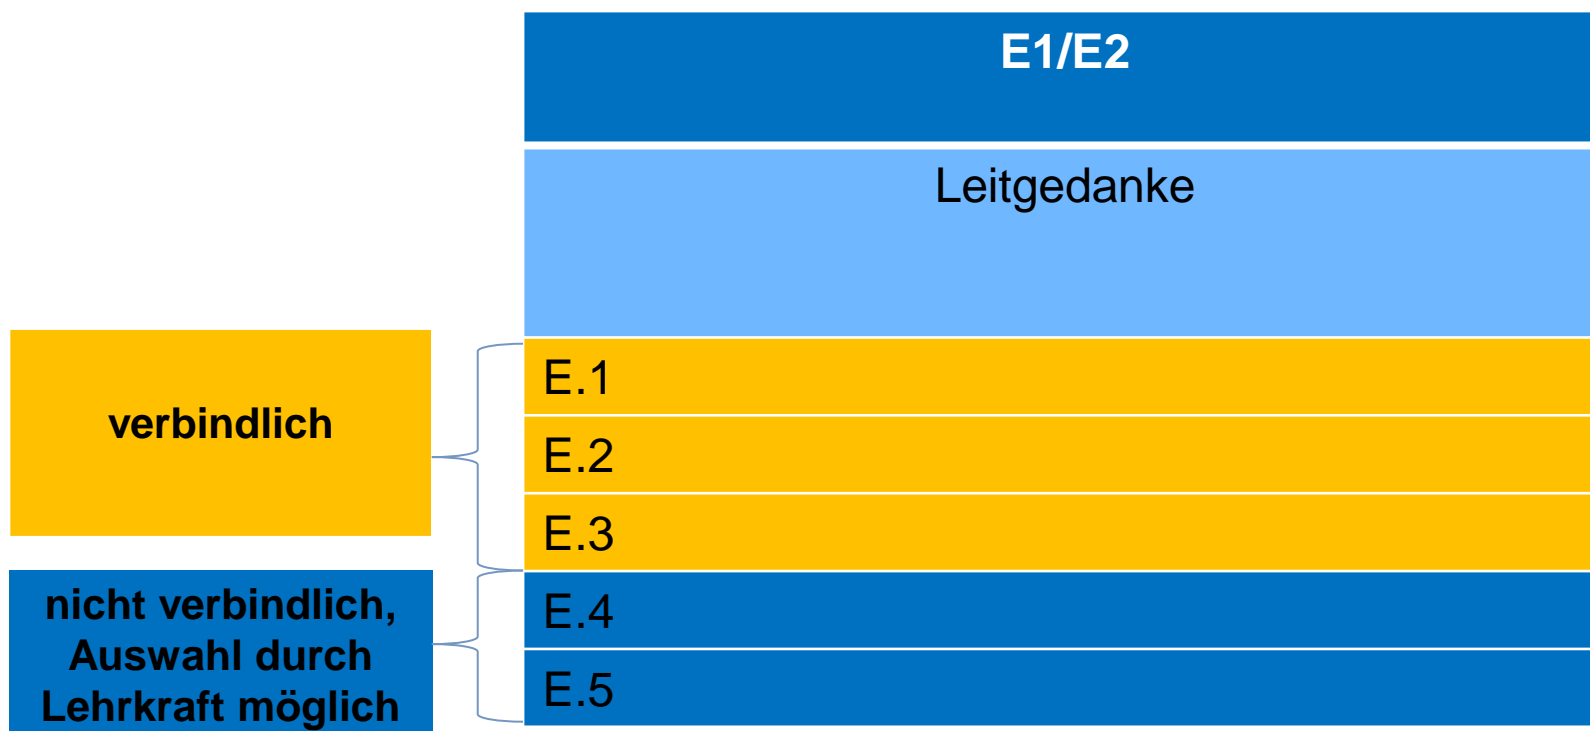 E1/E2
Leitgedanke
verbindlich
E.1
E.2
E.3
nicht verbindlich,
Auswahl durch
Lehrkraft möglich
E.4
E.5